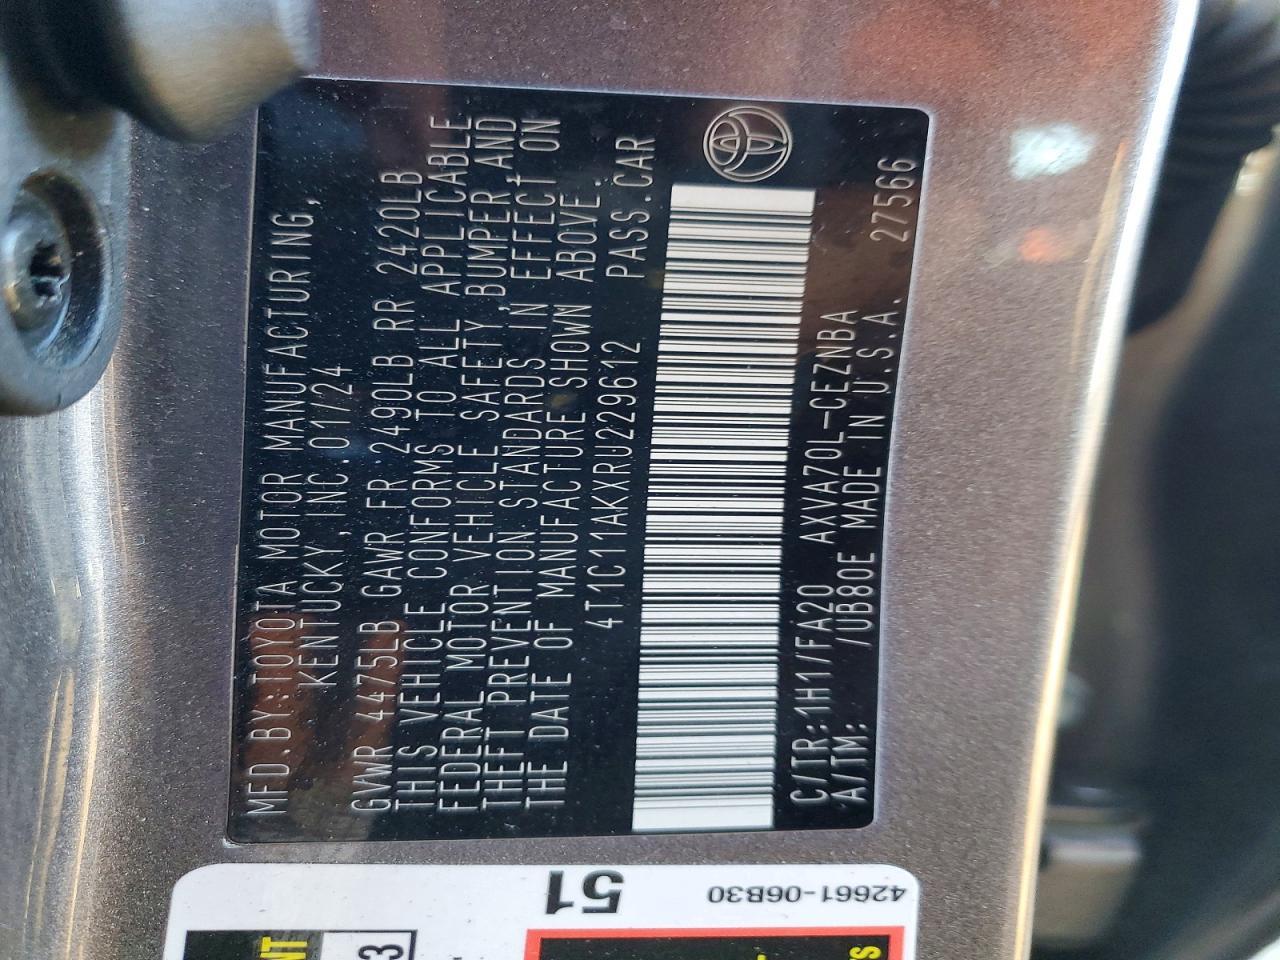 MFD.BY:TOYOTA MOTOR MANUFACTURING,
KENTUCKY,INC.01/24
GVWR 4475LB GAWR FR 2490LB RR 2420LB
THIS VEHICLE CONFORMS TO ALL APPLICABLE
FEDERAL MOTOR VEHICLE SAFETY,BUMPER,AND
THEFT PREVENTION STANDARDS IN EFFECT ON
THE DATE OF MANUFACTURE SHOWN ABOVE.
4T1C11AKXRU229612 PASS.CAR
C/TR:1H1/FA20 AXVA70L-CEZNBA
A/TM: /UB80E MADE IN U.S.A. 27566
51
42661-06B30